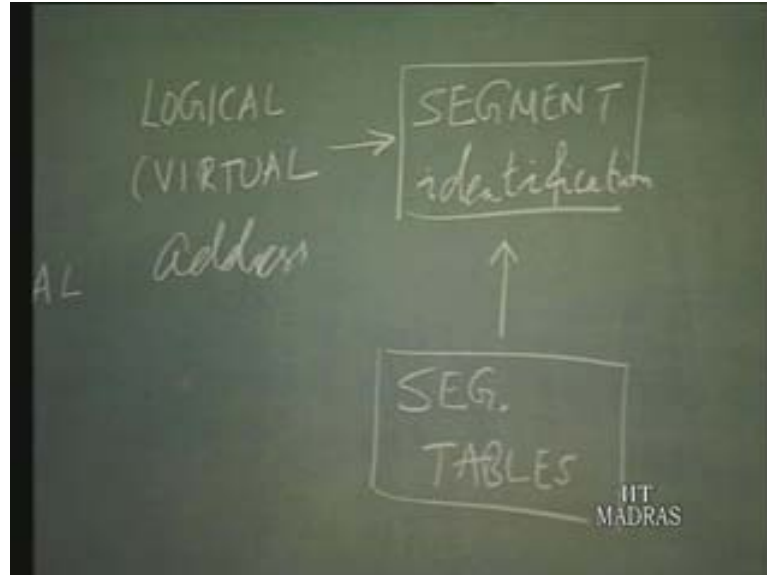 LOGICAL
(VIRTUAL
address
AL
SEGMENT
identification
SEG.
TABLES
IIT
MADRAS